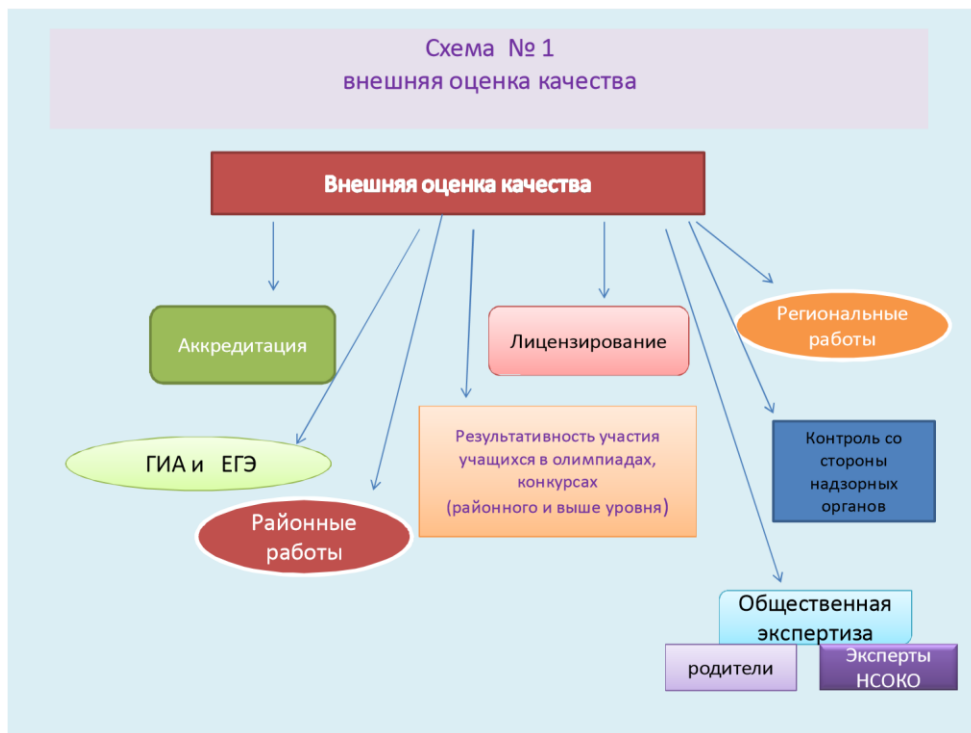 Схема № 1
внешняя оценка качества
Внешняя оценка качества
Аккредитация
Лицензирование
Региональные
работы
ГИА и ЕГЭ
Районные
работы
Результативность участия
учащихся в олимпиадах,
конкурсах
(районного и выше уровня)
Контроль со
стороны
надзорных
органов
Общественная
экспертиза
родители
Эксперты
НСОКО